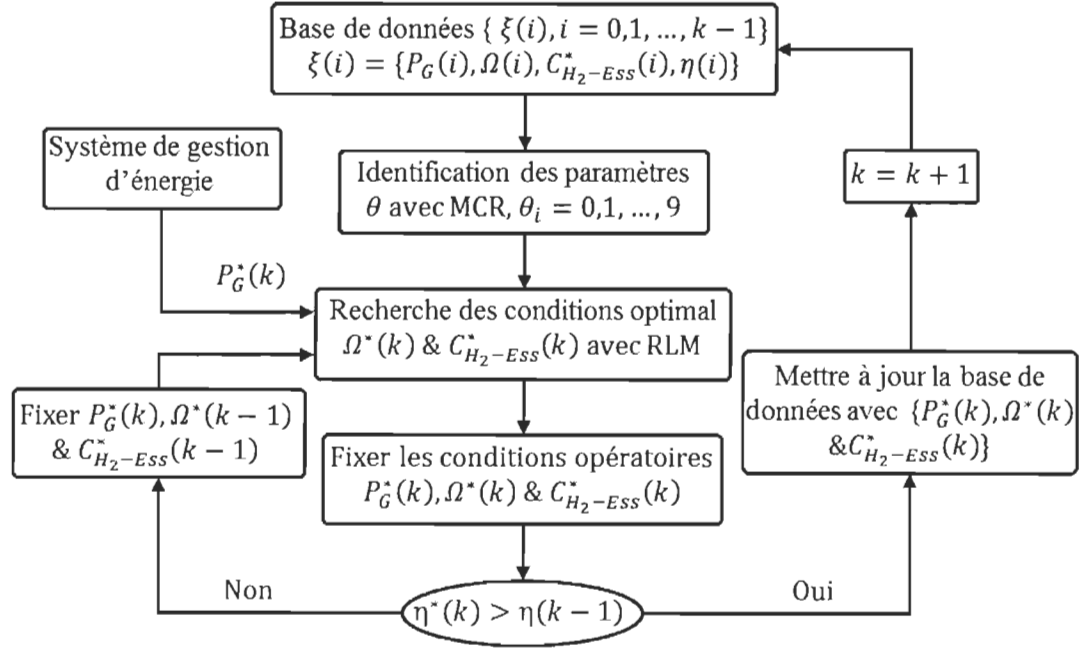 Base de données { ξ(i), i = 0,1, ..., k − 1}
ξ(i) = {P_G(i), Ω(i), C*_{H₂−Ess}(i), η(i)}
Système de gestion
d'énergie
Identification des paramètres
θ avec MCR, θ_i = 0,1, ..., 9
k = k + 1
P*_G(k)
Recherche des conditions optimal
Ω*(k) & C*_{H₂−Ess}(k) avec RLM
Fixer P*_G(k), Ω*(k − 1)
& C*_{H₂−Ess}(k − 1)
Mettre à jour la base de
données avec {P*_G(k), Ω*(k)
&C*_{H₂−Ess}(k)}
Fixer les conditions opératoires
P*_G(k), Ω*(k) & C*_{H₂−Ess}(k)
Non
Oui
η*(k) > η(k − 1)